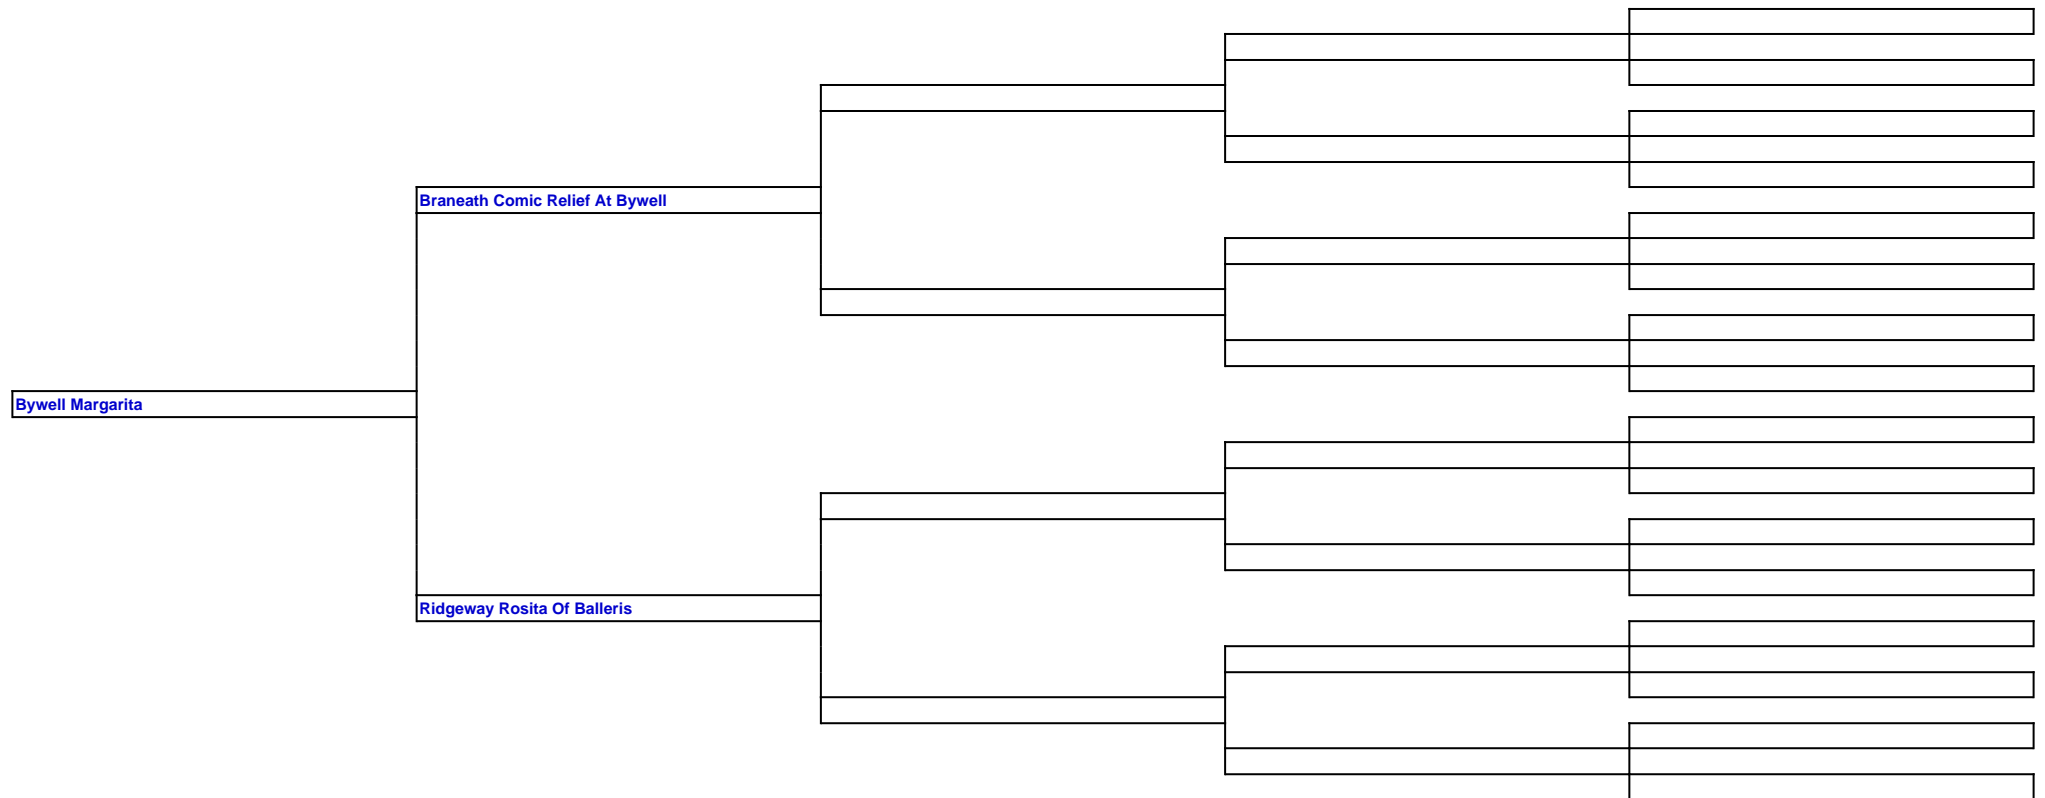 Braneath Comic Relief At Bywell
Bywell Margarita
Ridgeway Rosita Of Balleris